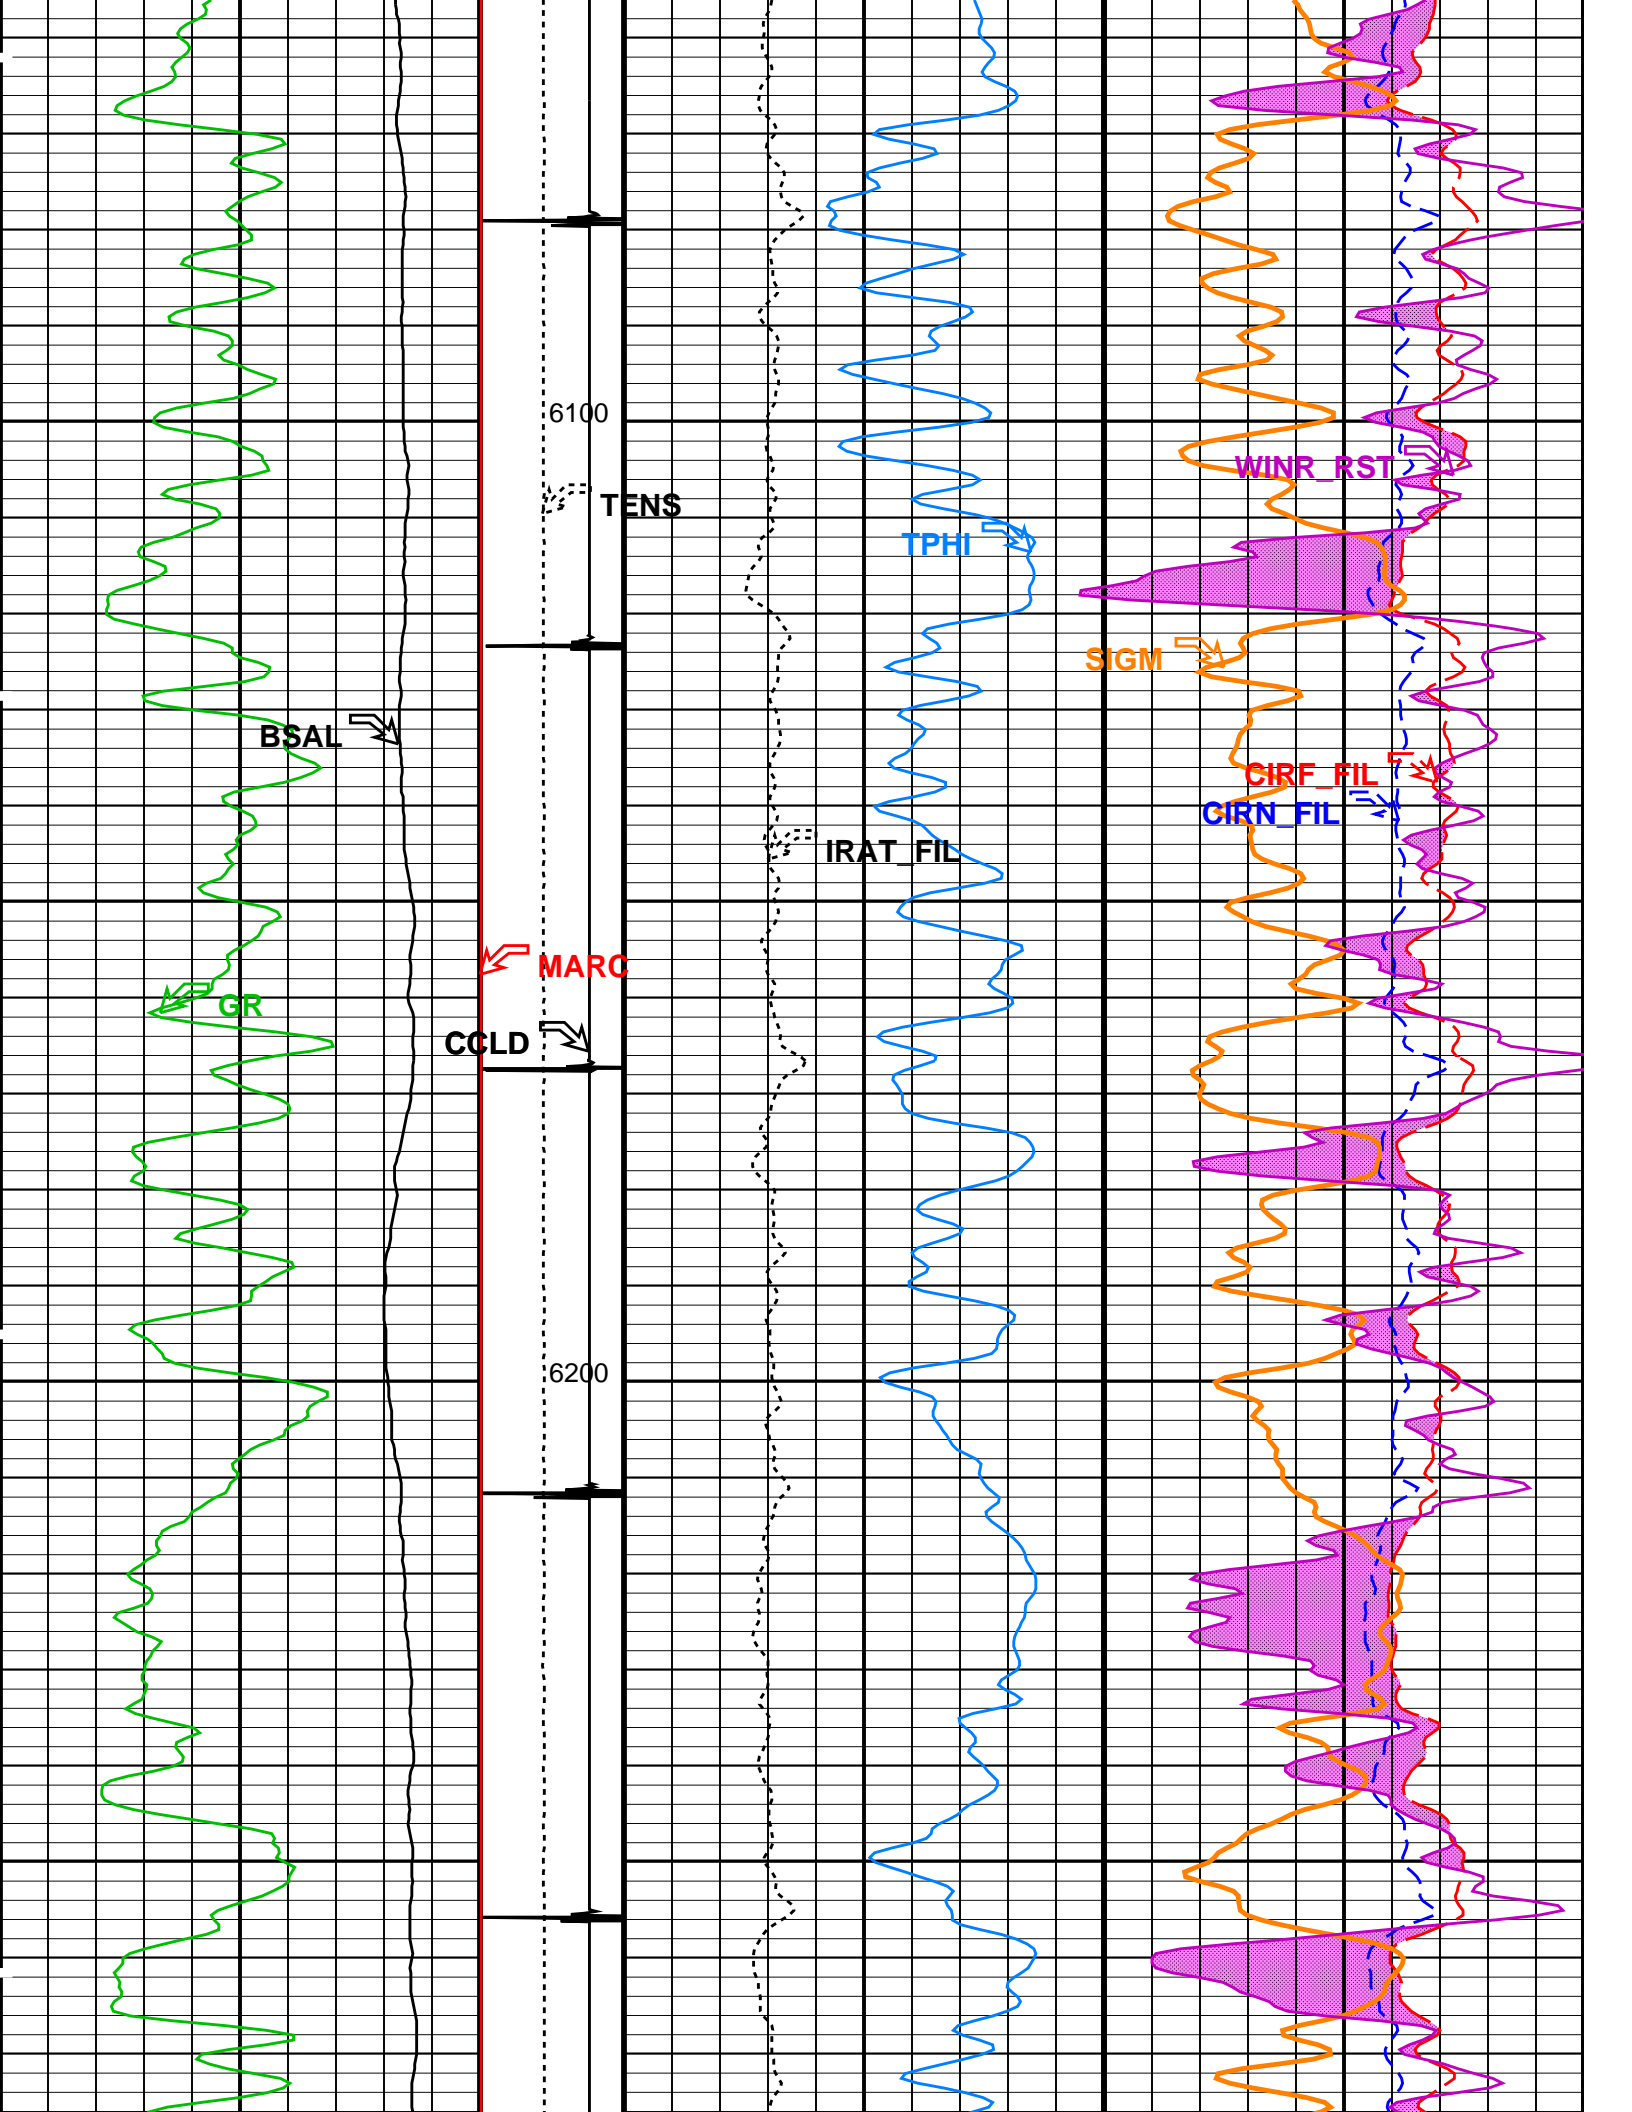 6100
WINR_RST
TENS
TPHI
SIGM
BSAL
CIRF_FIL
CIRN_FIL
IRAT_FIL
MARC
GR
CCLD
6200